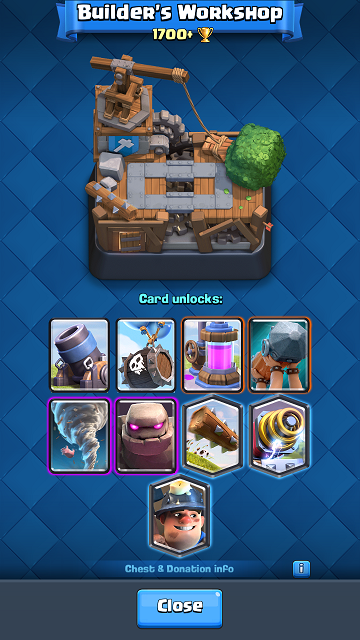 Builder's Workshop
1700+
Card unlocks:
Chest & Donation info
i
Close